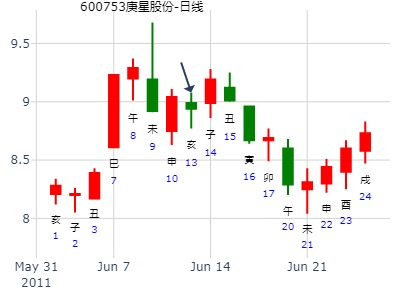 600753庚星股份-日线
9.5
9
8.5
8
亥
1
子
2
丑
3
巳
7
午
8
未
9
申
10
亥
13
子
14
丑
15
寅
16
卯
17
午
20
未
21
申
22
酉
23
戌
24
May 31
2011
Jun 7
Jun 14
Jun 21